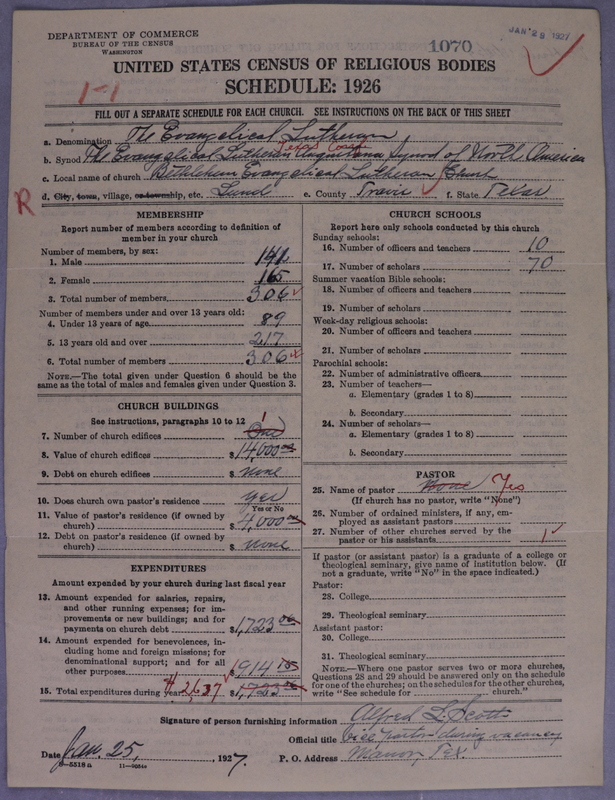 DEPARTMENT OF COMMERCE
BUREAU OF THE CENSUS
WASHINGTON
1070
JAN 28 1927
UNITED STATES CENSUS OF RELIGIOUS BODIES
SCHEDULE: 1926
1-1
FILL OUT A SEPARATE SCHEDULE FOR EACH CHURCH. SEE INSTRUCTIONS ON THE BACK OF THIS SHEET
a. Denomination The Evangelical Lutheran
Texas Conf.
b. Synod The Evangelical Lutheran Augustana Synod of North America
c. Local name of church Bethlehem Evangelical Lutheran Church
R
d. City, town, village, or township, etc. Lund e. County Travis f. State Texas
MEMBERSHIP
Report number of members according to definition of member in your church
Number of members, by sex:
1. Male 141
2. Female 165
3. Total number of members 306
Number of members under and over 13 years old:
4. Under 13 years of age 89
5. 13 years old and over 217
6. Total number of members 306
NOTE.—The total given under Question 6 should be the same as the total of males and females given under Question 3.
CHURCH BUILDINGS
See instructions, paragraphs 10 to 12
1
7. Number of church edifices One
8. Value of church edifices $14,000 00
9. Debt on church edifices $ None
10. Does church own pastor's residence yes
Yes or No
11. Value of pastor's residence (if owned by church) $ 4,000
12. Debt on pastor's residence (if owned by church) $ none
EXPENDITURES
Amount expended by your church during last fiscal year
13. Amount expended for salaries, repairs, and other running expenses; for improvements or new buildings; and for payments on church debt $1,723
14. Amount expended for benevolences, including home and foreign missions; for denominational support; and for all other purposes $914
15. Total expenditures during year $2637 $1,723
CHURCH SCHOOLS
Report here only schools conducted by this church
Sunday schools:
16. Number of officers and teachers 10
17. Number of scholars 70
Summer vacation Bible schools:
18. Number of officers and teachers
19. Number of scholars
Week-day religious schools:
20. Number of officers and teachers
21. Number of scholars
Parochial schools:
22. Number of administrative officers
23. Number of teachers—
a. Elementary (grades 1 to 8)
b. Secondary
24. Number of scholars—
a. Elementary (grades 1 to 8)
b. Secondary
PASTOR
25. Name of pastor None Yes
(If church has no pastor, write "None")
26. Number of ordained ministers, if any, employed as assistant pastors
27. Number of other churches served by the pastor or his assistants 1
If pastor (or assistant pastor) is a graduate of a college or theological seminary, give name of institution below. (If not a graduate, write "No" in the space indicated.)
Pastor:
28. College
29. Theological seminary
Assistant pastor:
30. College
31. Theological seminary
NOTE.—Where one pastor serves two or more churches, Questions 28 and 29 should be answered only on the schedule for one of the churches; on the schedules for the other churches, write "See schedule for church."
Signature of person furnishing information Alfred L. Scott
Official title Vice pastor during vacancy
Date Jan. 25, 1927. P. O. Address Manor, Tex.
8-5518 a